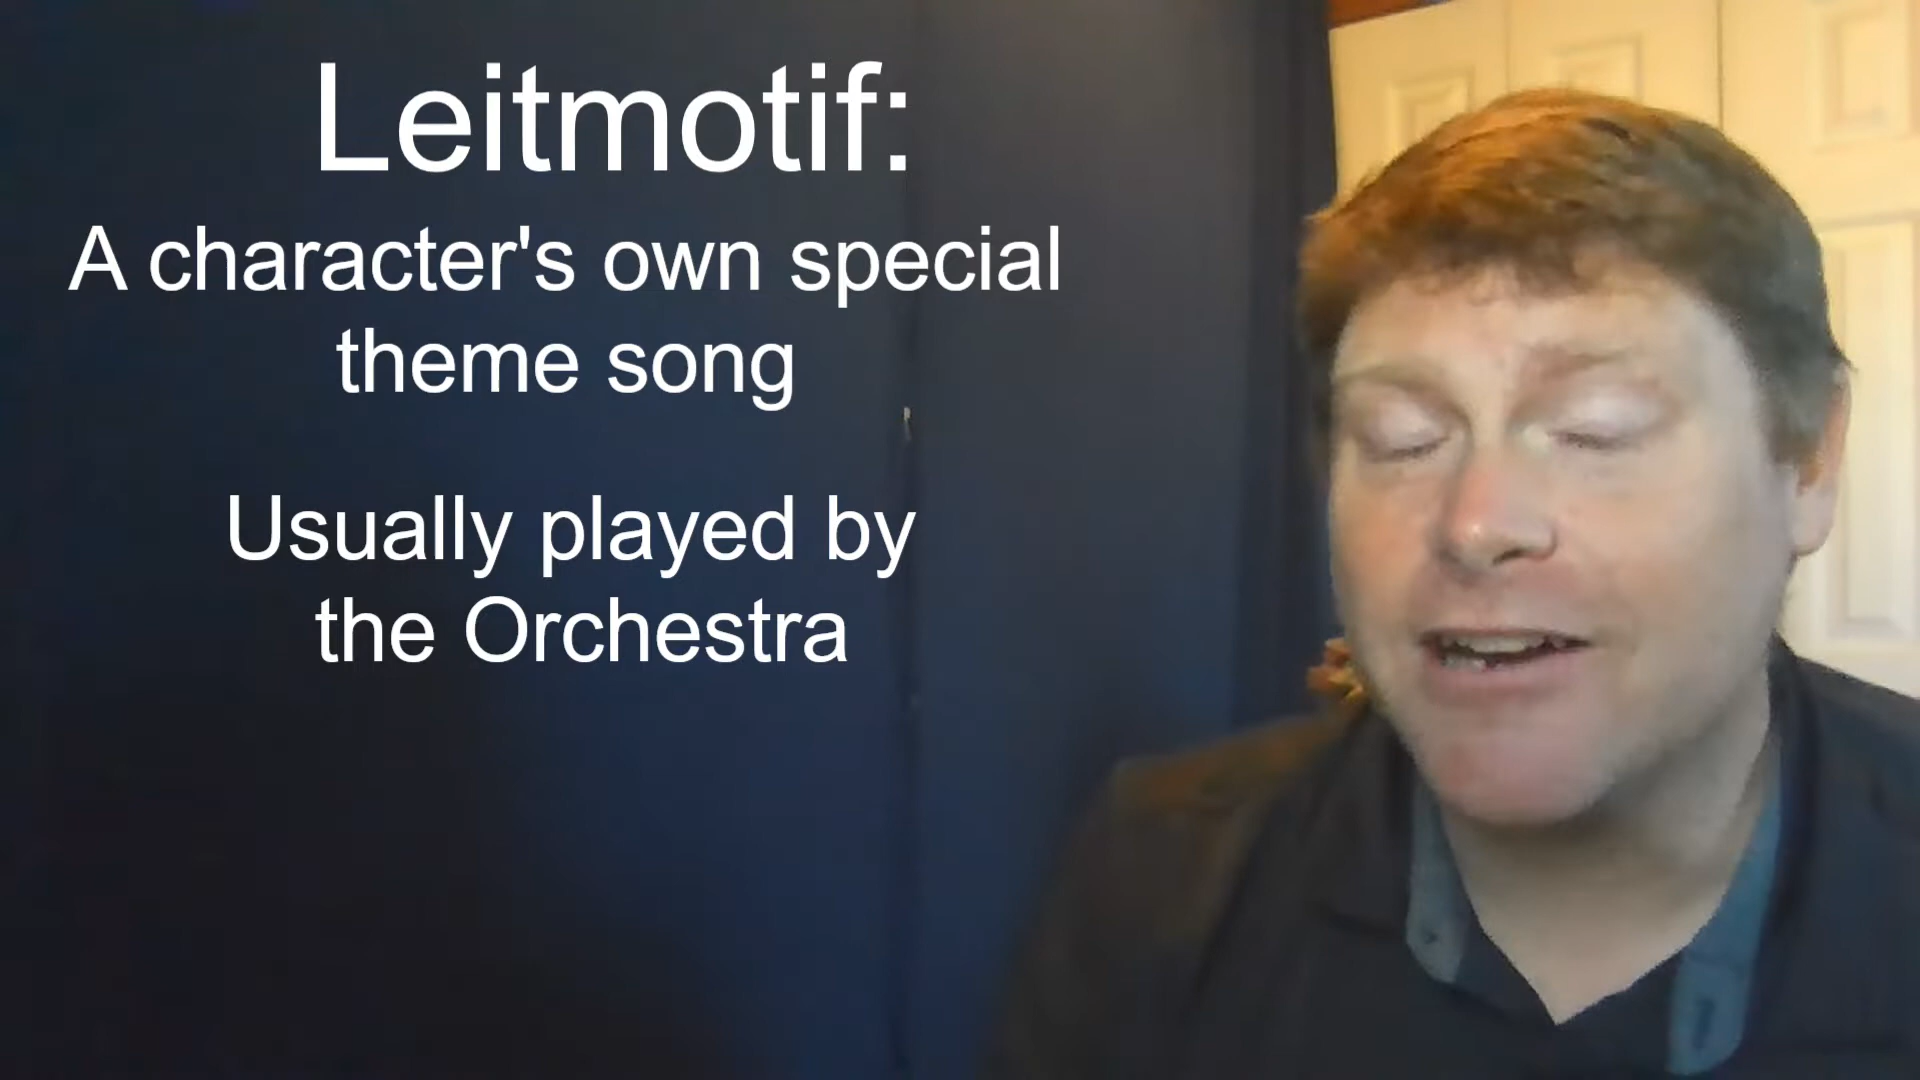 Leitmotif:
A character's own special
theme song
Usually played by
the Orchestra